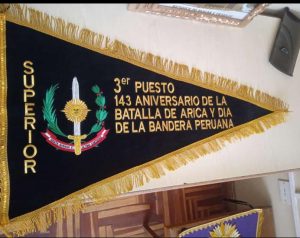 SUPERIOR
3er PUESTO
143 ANIVERSARIO DE LA
BATALLA DE ARICA Y DIA
DE LA BANDERA PERUANA